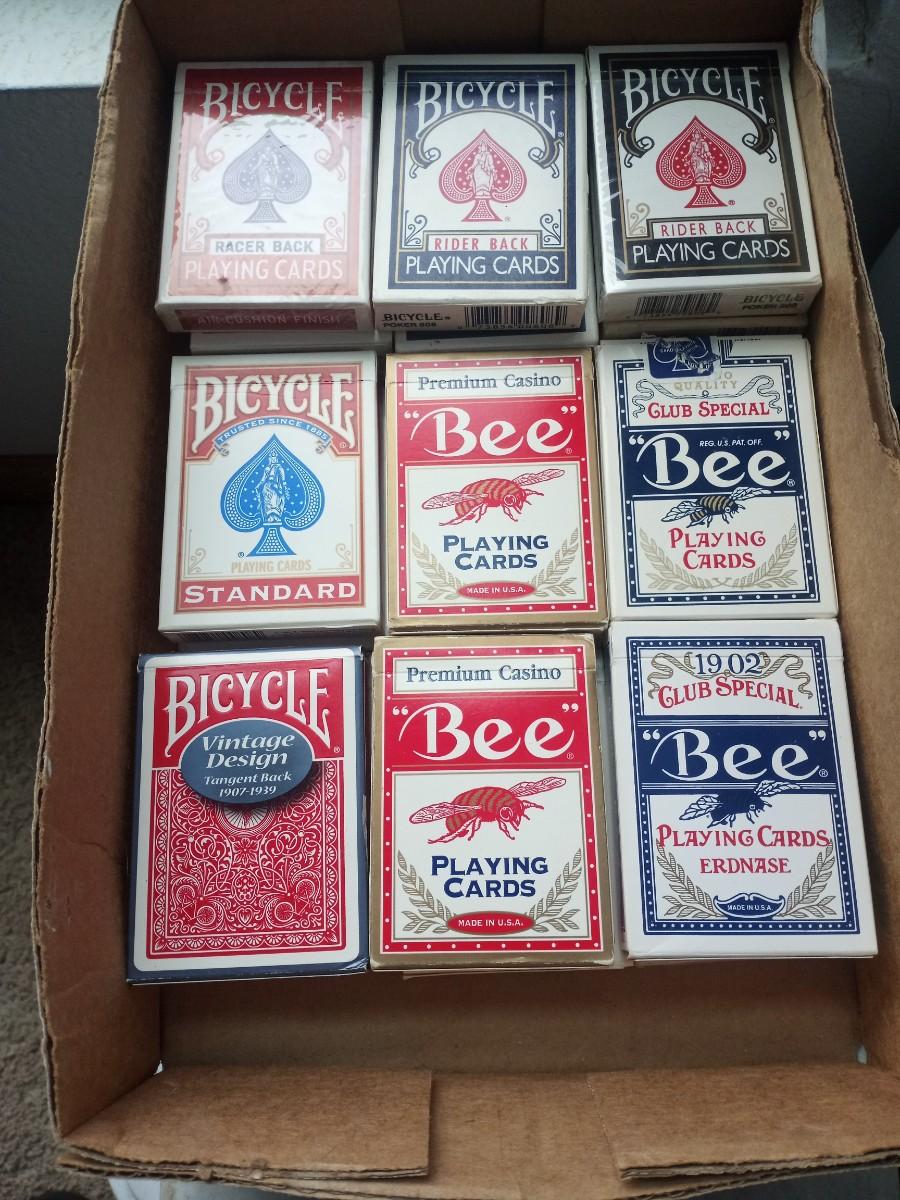 BICYCLE
RACER BACK
PLAYING CARDS
AIR-CUSHION FINISH
BICYCLE®
RIDER BACK
PLAYING CARDS
BICYCLE®
POKER 808
BICYCLE®
RIDER BACK
PLAYING CARDS
BICYCLE
BICYCLE
TRUSTED SINCE 1885
PLAYING CARDS
STANDARD
Premium Casino
"Bee"®
PLAYING
CARDS
MADE IN U.S.A.
QUALITY
CLUB SPECIAL
REG. U.S. PAT. OFF.
"Bee"®
PLAYING
CARDS
BICYCLE®
Vintage
Design
Tangent Back
1907-1939
Premium Casino
"Bee"®
PLAYING
CARDS
MADE IN U.S.A.
1902
CLUB SPECIAL
"Bee"®
PLAYING CARDS
ERDNASE
MADE IN U.S.A.